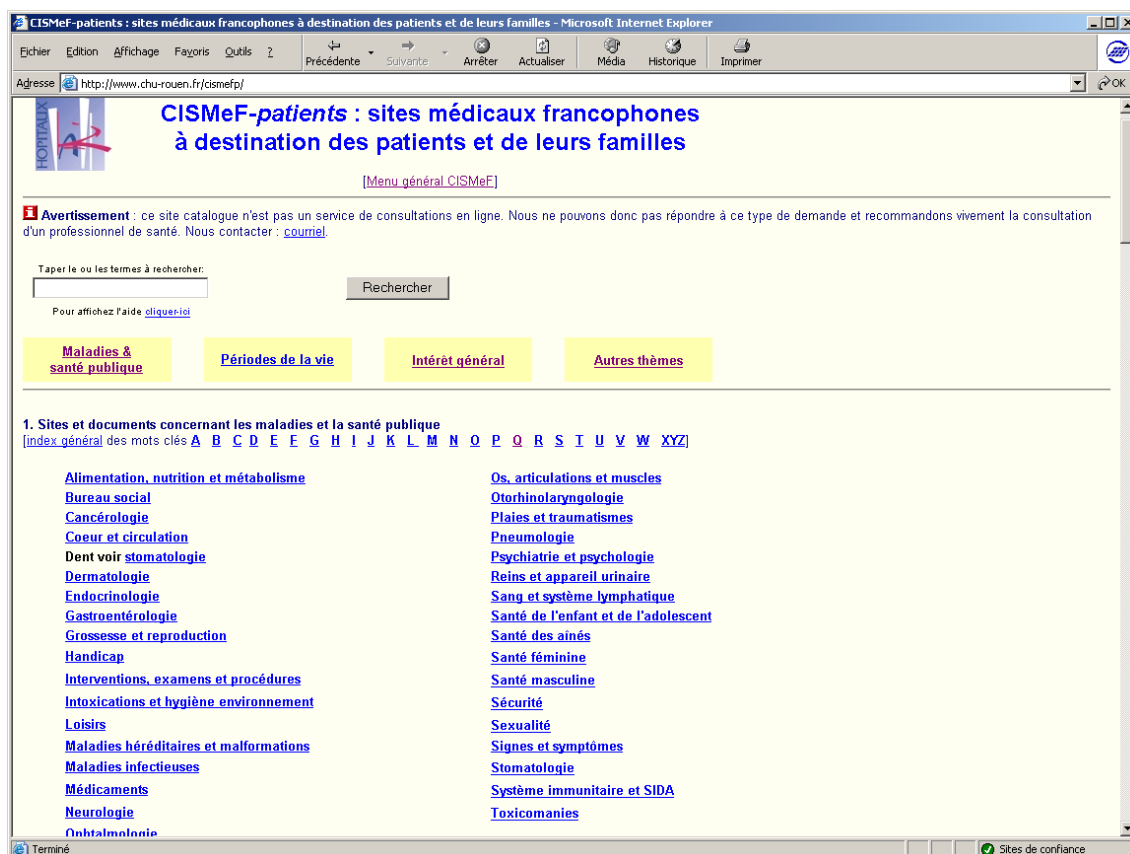 CISMeF-patients : sites médicaux francophones à destination des patients et de leurs familles - Microsoft Internet Explorer
Fichier Edition Affichage Favoris Outils ? Précédente Suivante Arrêter Actualiser Média Historique Imprimer
Adresse http://www.chu-rouen.fr/cismefp/ OK
HOPITAUX
CISMeF-patients : sites médicaux francophones
à destination des patients et de leurs familles
[Menu général CISMeF]
Avertissement : ce site catalogue n'est pas un service de consultations en ligne. Nous ne pouvons donc pas répondre à ce type de demande et recommandons vivement la consultation
d'un professionnel de santé. Nous contacter : courriel.
Taper le ou les termes à rechercher:
Rechercher
Pour affichez l'aide cliquer-ici
Maladies &
santé publique
Périodes de la vie
Intérêt général
Autres thèmes
1. Sites et documents concernant les maladies et la santé publique
[index général des mots clés A B C D E F G H I J K L M N O P Q R S T U V W XYZ]
Alimentation, nutrition et métabolisme
Bureau social
Cancérologie
Coeur et circulation
Dent voir stomatologie
Dermatologie
Endocrinologie
Gastroentérologie
Grossesse et reproduction
Handicap
Interventions, examens et procédures
Intoxications et hygiène environnement
Loisirs
Maladies héréditaires et malformations
Maladies infectieuses
Médicaments
Neurologie
Ophtalmologie
Os, articulations et muscles
Otorhinolaryngologie
Plaies et traumatismes
Pneumologie
Psychiatrie et psychologie
Reins et appareil urinaire
Sang et système lymphatique
Santé de l'enfant et de l'adolescent
Santé des aînés
Santé féminine
Santé masculine
Sécurité
Sexualité
Signes et symptômes
Stomatologie
Système immunitaire et SIDA
Toxicomanies
Terminé
Sites de confiance